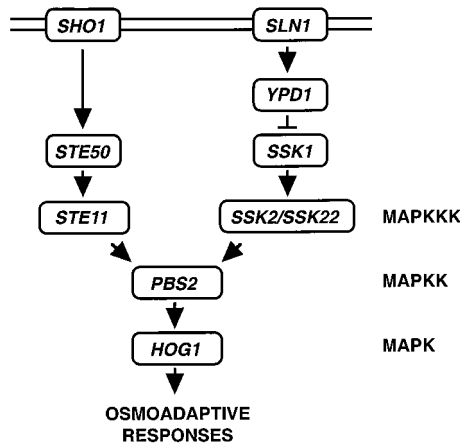 SHO1
SLN1
YPD1
STE50
SSK1
STE11
SSK2/SSK22
MAPKKK
PBS2
MAPKK
HOG1
MAPK
OSMOADAPTIVE
RESPONSES